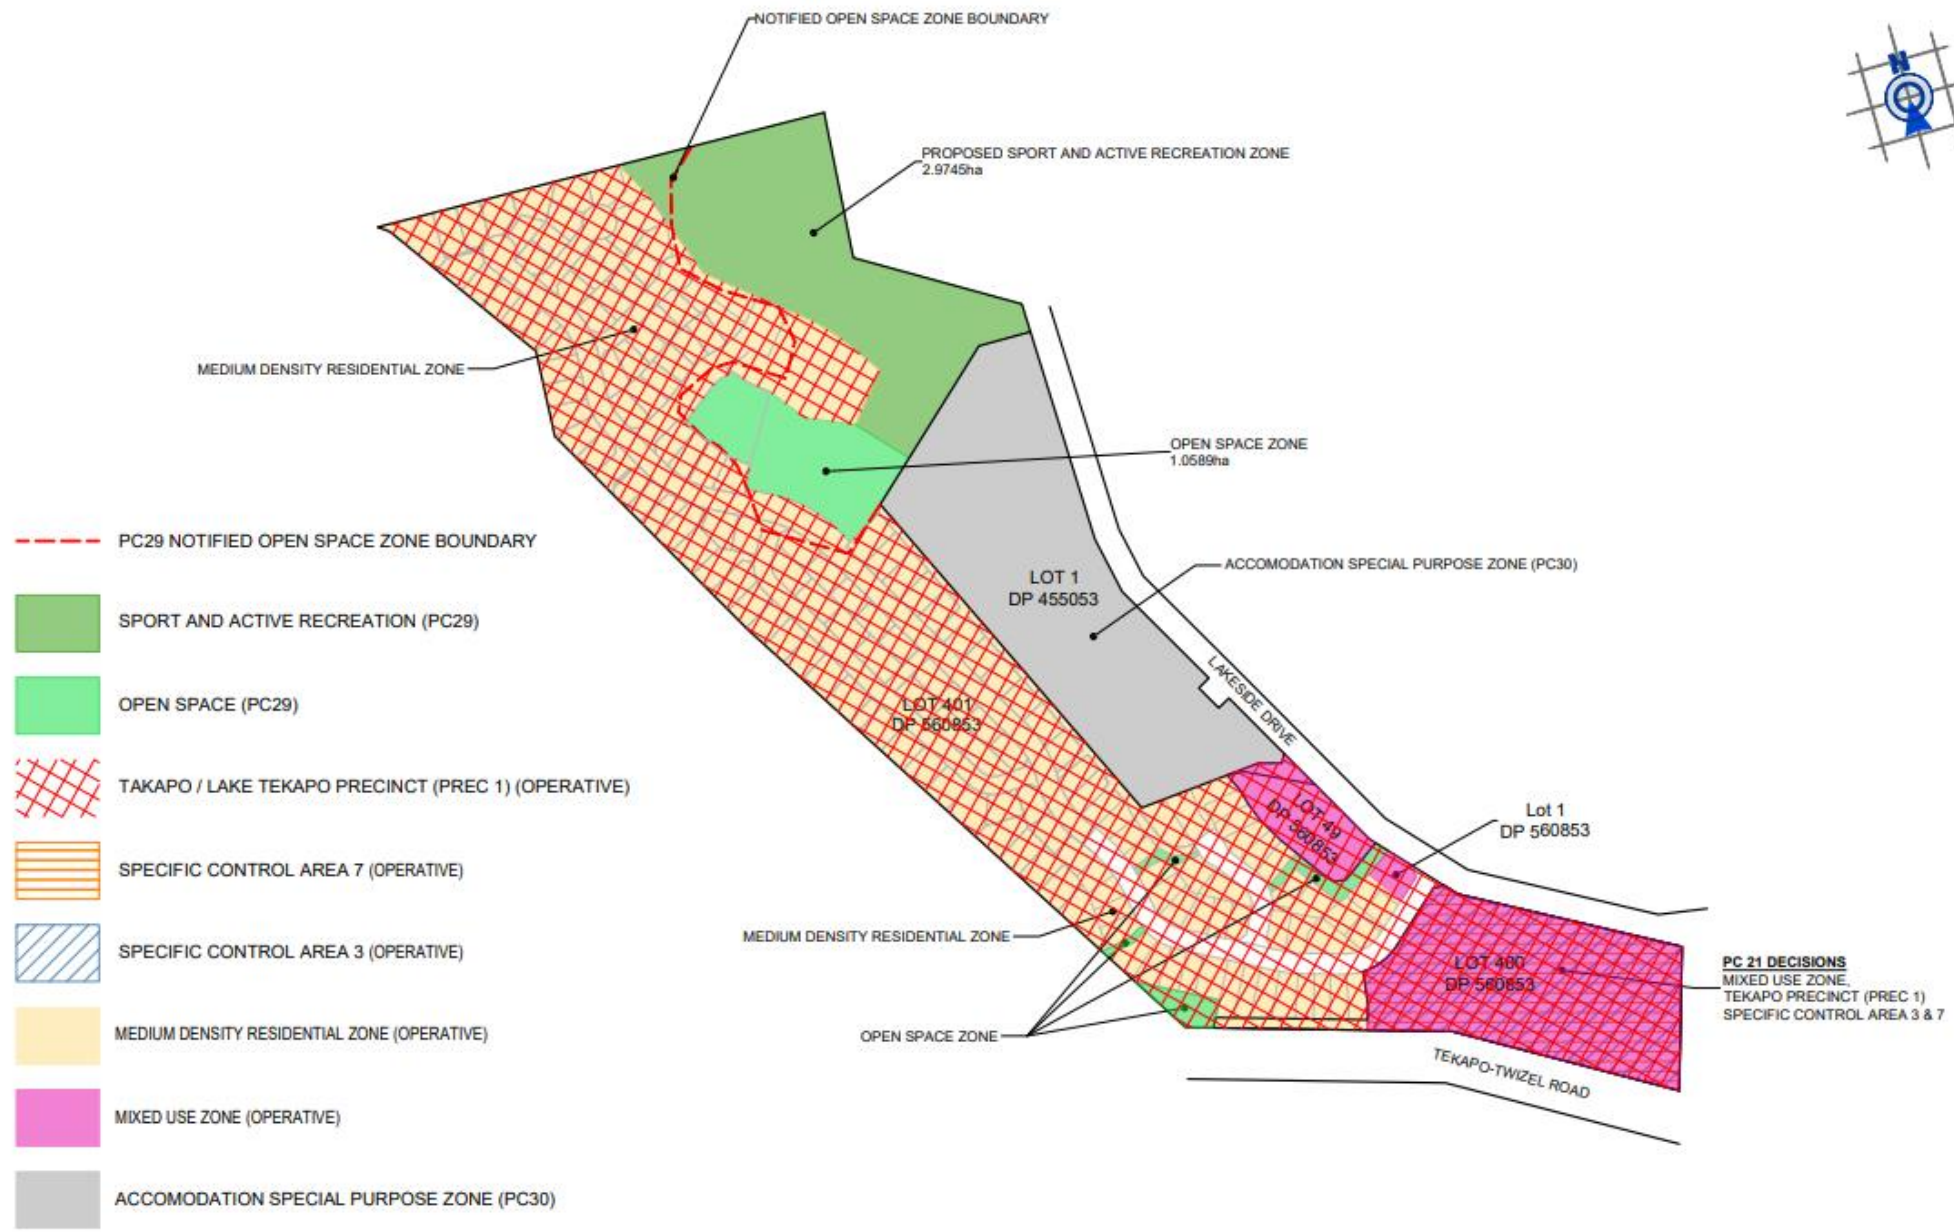 NOTIFIED OPEN SPACE ZONE BOUNDARY
N
PROPOSED SPORT AND ACTIVE RECREATION ZONE
2.9745ha
MEDIUM DENSITY RESIDENTIAL ZONE
OPEN SPACE ZONE
1.0589ha
ACCOMODATION SPECIAL PURPOSE ZONE (PC30)
LOT 1
DP 455053
LAKESIDE DRIVE
LOT 401
DP 560853
LOT 49
DP 560853
Lot 1
DP 560853
MEDIUM DENSITY RESIDENTIAL ZONE
OPEN SPACE ZONE
LOT 400
DP 560853
PC 21 DECISIONS
MIXED USE ZONE,
TEKAPO PRECINCT (PREC 1)
SPECIFIC CONTROL AREA 3 & 7
TEKAPO-TWIZEL ROAD
PC29 NOTIFIED OPEN SPACE ZONE BOUNDARY
SPORT AND ACTIVE RECREATION (PC29)
OPEN SPACE (PC29)
TAKAPO / LAKE TEKAPO PRECINCT (PREC 1) (OPERATIVE)
SPECIFIC CONTROL AREA 7 (OPERATIVE)
SPECIFIC CONTROL AREA 3 (OPERATIVE)
MEDIUM DENSITY RESIDENTIAL ZONE (OPERATIVE)
MIXED USE ZONE (OPERATIVE)
ACCOMODATION SPECIAL PURPOSE ZONE (PC30)